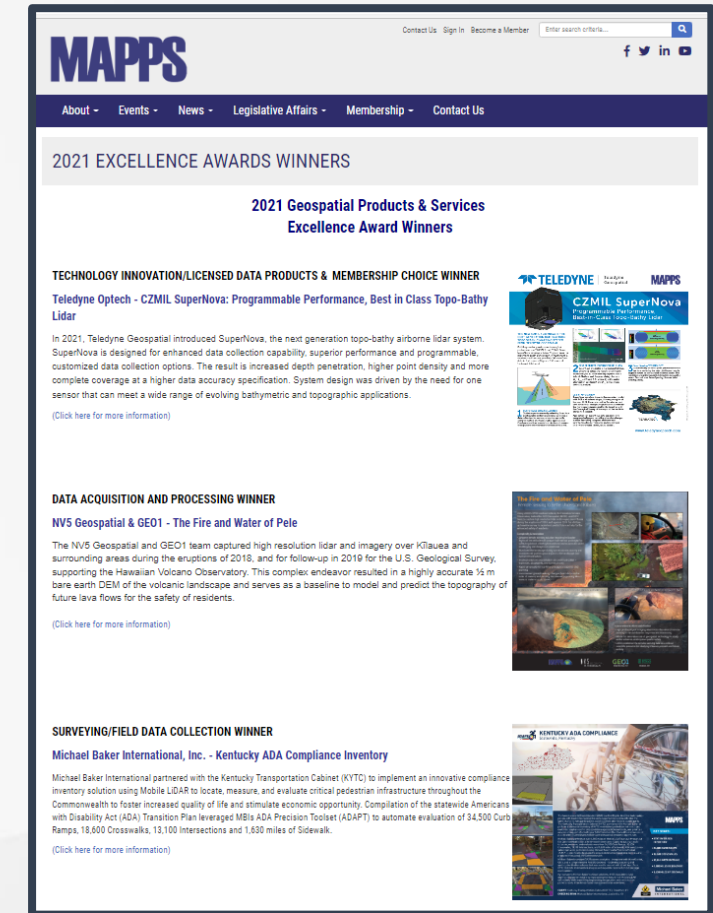 Contact Us Sign In Become a Member Enter search criteria...
MAPPS
About Events News Legislative Affairs Membership Contact Us
2021 EXCELLENCE AWARDS WINNERS
2021 Geospatial Products & Services
Excellence Award Winners
TECHNOLOGY INNOVATION/LICENSED DATA PRODUCTS & MEMBERSHIP CHOICE WINNER
Teledyne Optech - CZMIL SuperNova: Programmable Performance, Best in Class Topo-Bathy
Lidar
In 2021, Teledyne Geospatial introduced SuperNova, the next generation topo-bathy airborne lidar system.
SuperNova is designed for enhanced data collection capability, superior performance and programmable,
customized data collection options. The result is increased depth penetration, higher point density and more
complete coverage at a higher data accuracy specification. System design was driven by the need for one
sensor that can meet a wide range of evolving bathymetric and topographic applications.
(Click here for more information)
TELEDYNE Teledyne Geospatial MAPPS
CZMIL SuperNova
Programmable Performance,
Best-in-Class Topo-Bathy Lidar
DATA ACQUISITION AND PROCESSING WINNER
NV5 Geospatial & GEO1 - The Fire and Water of Pele
The NV5 Geospatial and GEO1 team captured high resolution lidar and imagery over Kīlauea and
surrounding areas during the eruptions of 2018, and for follow-up in 2019 for the U.S. Geological Survey,
supporting the Hawaiian Volcano Observatory. This complex endeavor resulted in a highly accurate ½ m
bare earth DEM of the volcanic landscape and serves as a baseline to model and predict the topography of
future lava flows for the safety of residents.
(Click here for more information)
The Fire and Water of Pele
SURVEYING/FIELD DATA COLLECTION WINNER
Michael Baker International, Inc. - Kentucky ADA Compliance Inventory
Michael Baker International partnered with the Kentucky Transportation Cabinet (KYTC) to implement an innovative compliance
inventory solution using Mobile LiDAR to locate, measure, and evaluate critical pedestrian infrastructure throughout the
Commonwealth to foster increased quality of life and stimulate economic opportunity. Compilation of the statewide Americans
with Disability Act (ADA) Transition Plan leveraged MBIs ADA Precision Toolset (ADAPT) to automate evaluation of 34,500 Curb
Ramps, 18,600 Crosswalks, 13,100 Intersections and 1,630 miles of Sidewalk.
(Click here for more information)
KENTUCKY ADA COMPLIANCE
MAPPS
Michael Baker
INTERNATIONAL